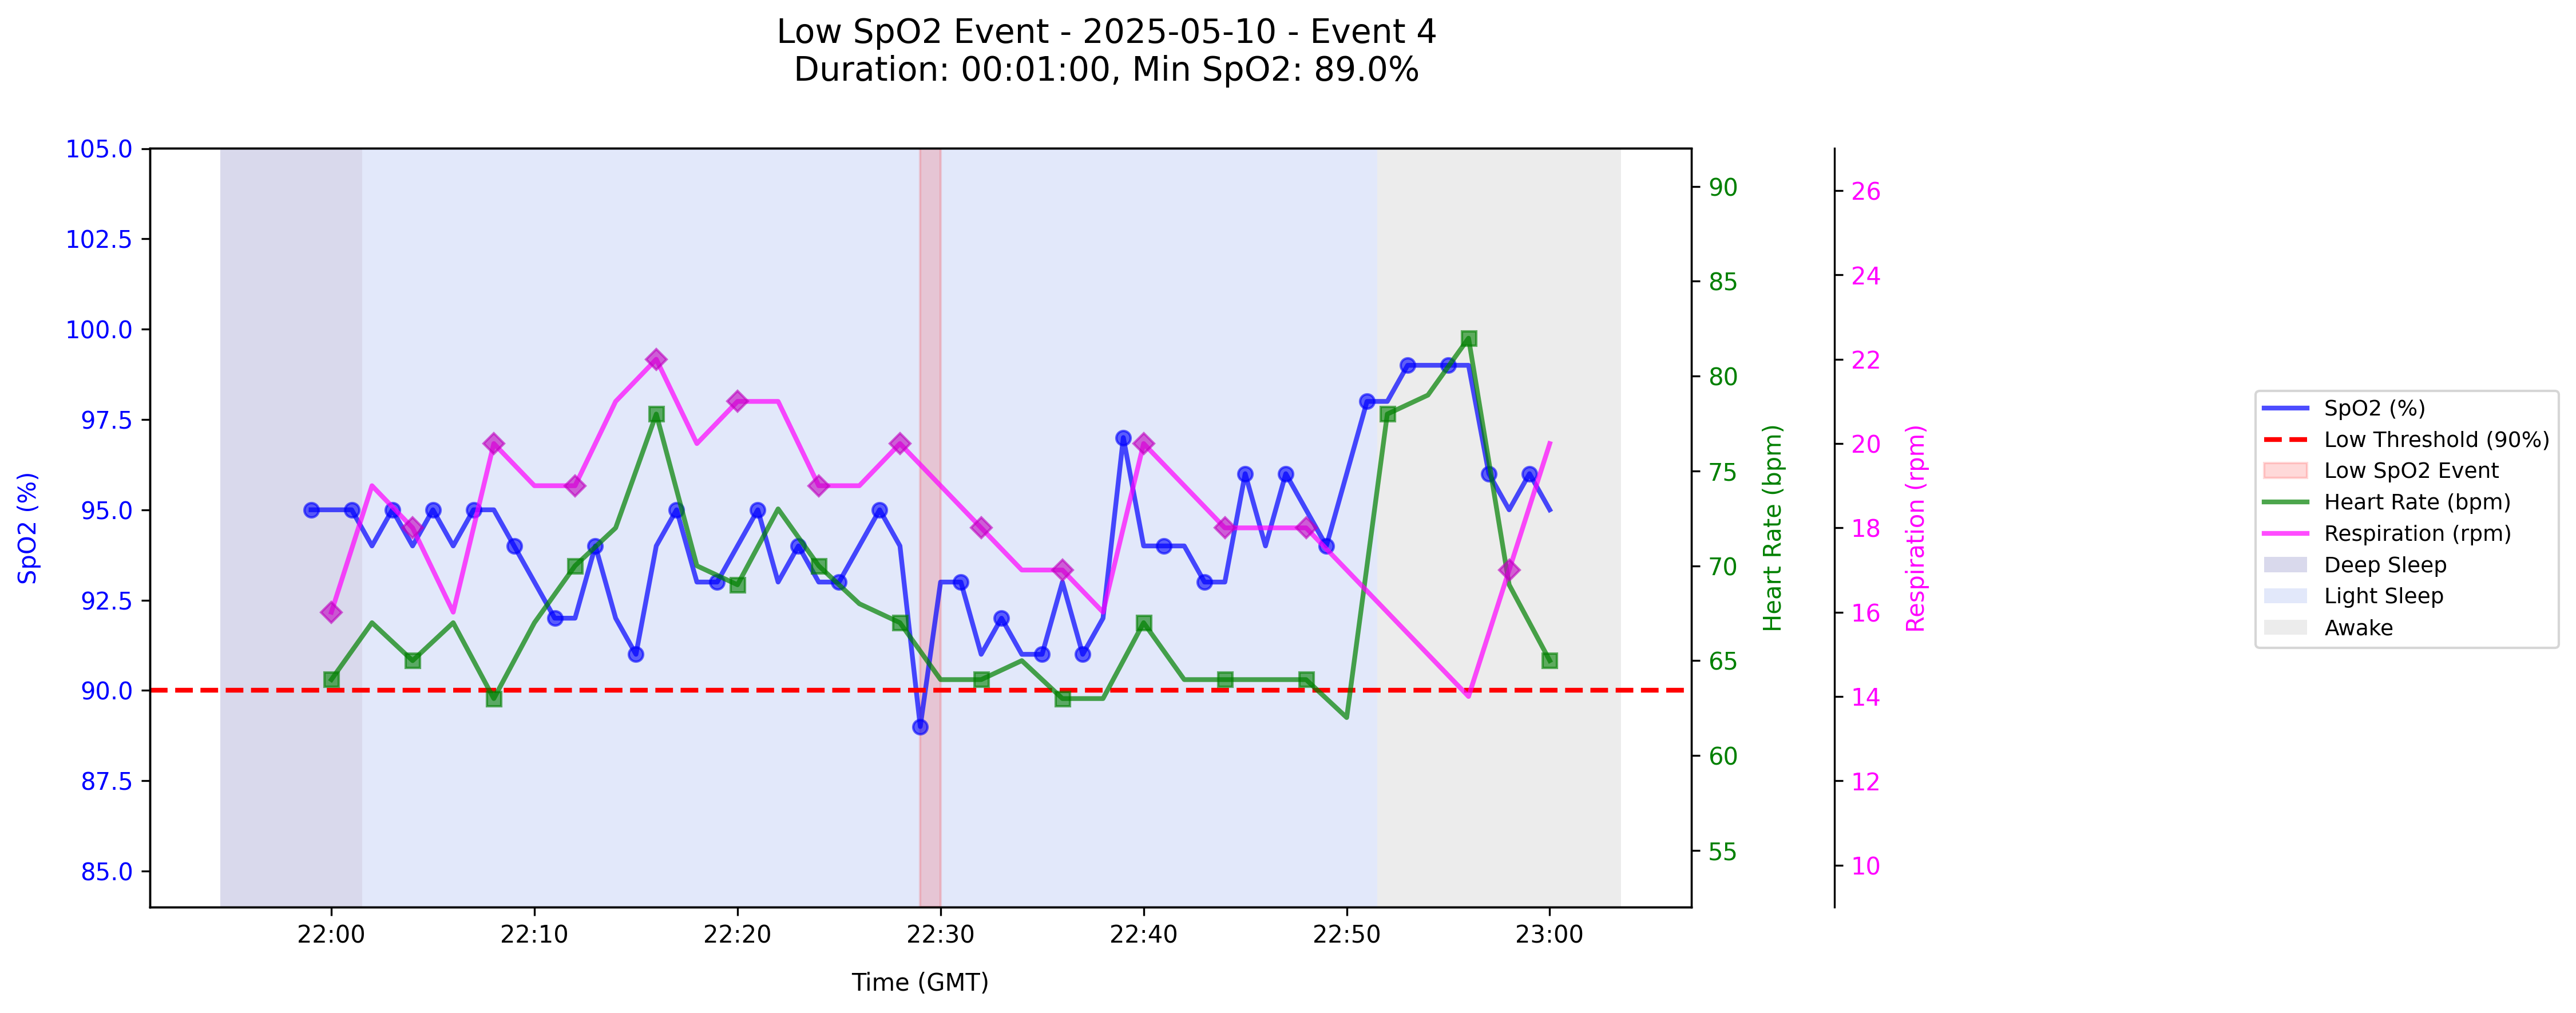 Low SpO2 Event - 2025-05-10 - Event 4
Duration: 00:01:00, Min SpO2: 89.0%
105.0
102.5
100.0
97.5
95.0
92.5
90.0
87.5
85.0
SpO2 (%)
22:00
22:10
22:20
22:30
22:40
22:50
23:00
Time (GMT)
90
85
80
75
70
65
60
55
Heart Rate (bpm)
26
24
22
20
18
16
14
12
10
Respiration (rpm)
SpO2 (%)
Low Threshold (90%)
Low SpO2 Event
Heart Rate (bpm)
Respiration (rpm)
Deep Sleep
Light Sleep
Awake